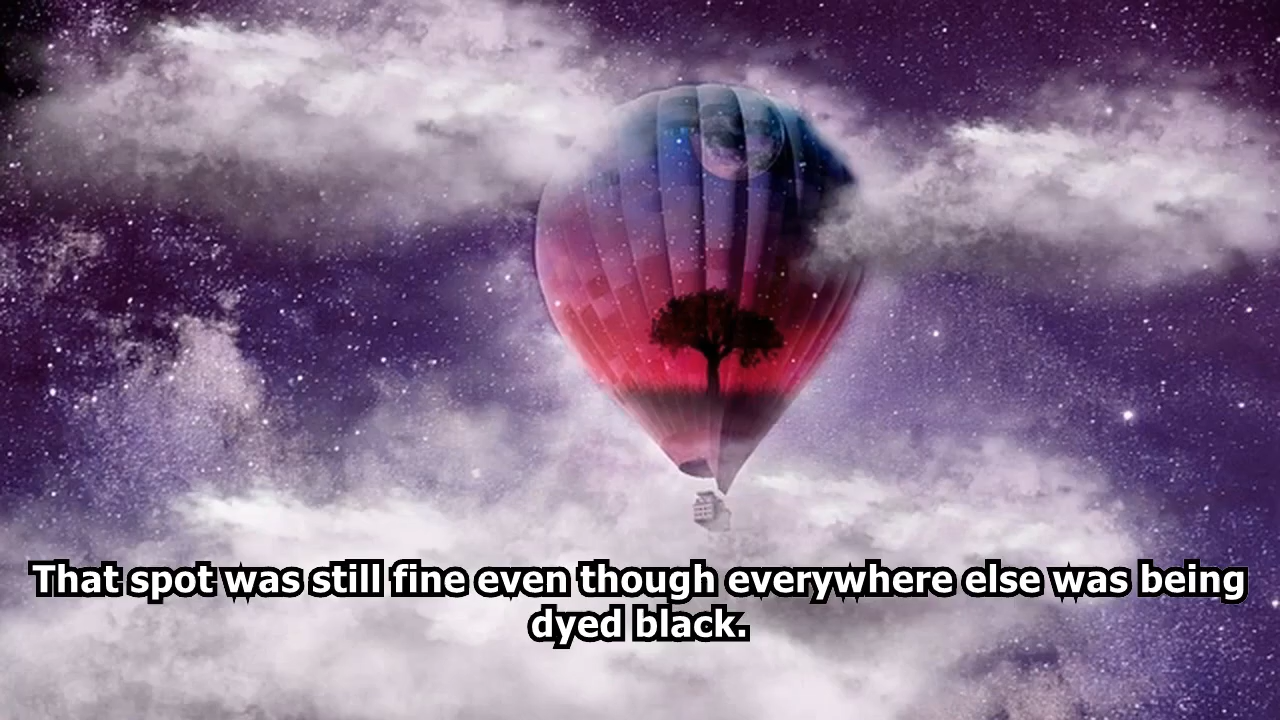 That spot was still fine even though everywhere else was being
dyed black.